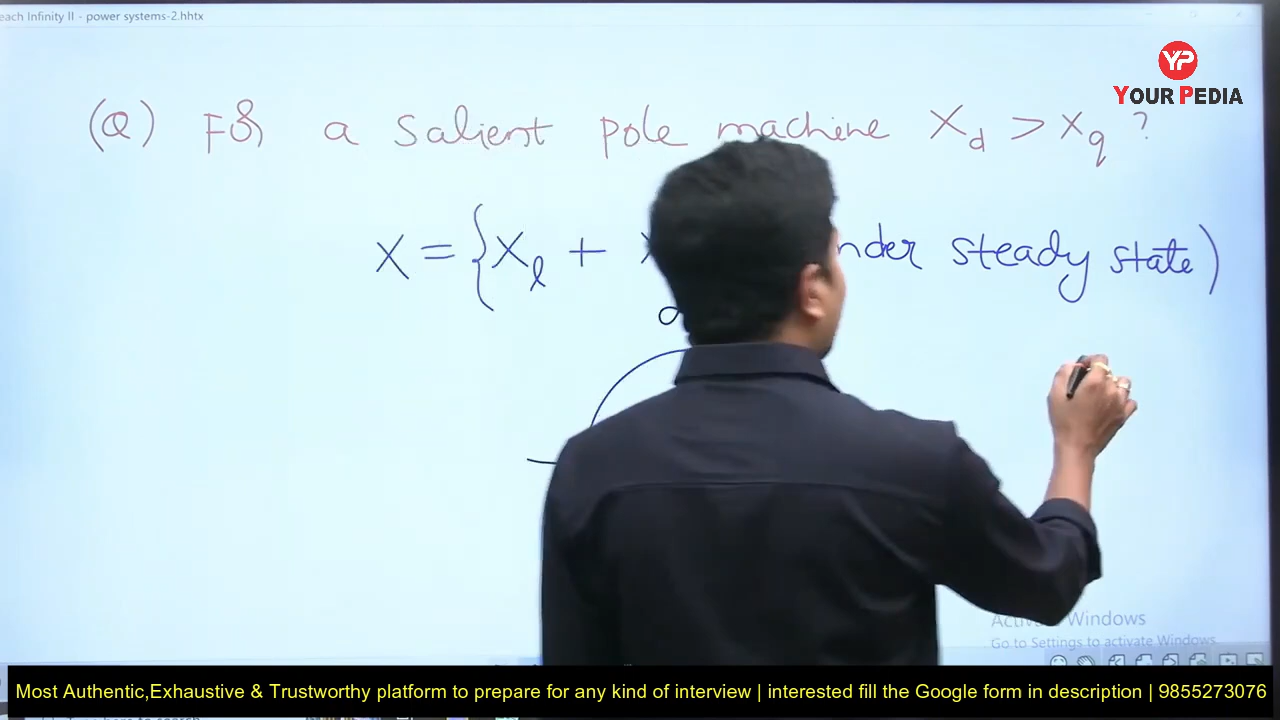 each Infinity II - power systems-2.hhtx
YP
YOUR PEDIA
(Q) For a salient pole machine Xd > Xq ?
X = { Xl + under steady state)
Activate Windows
Go to Settings to activate Windows.
Most Authentic,Exhaustive & Trustworthy platform to prepare for any kind of interview | interested fill the Google form in description | 9855273076